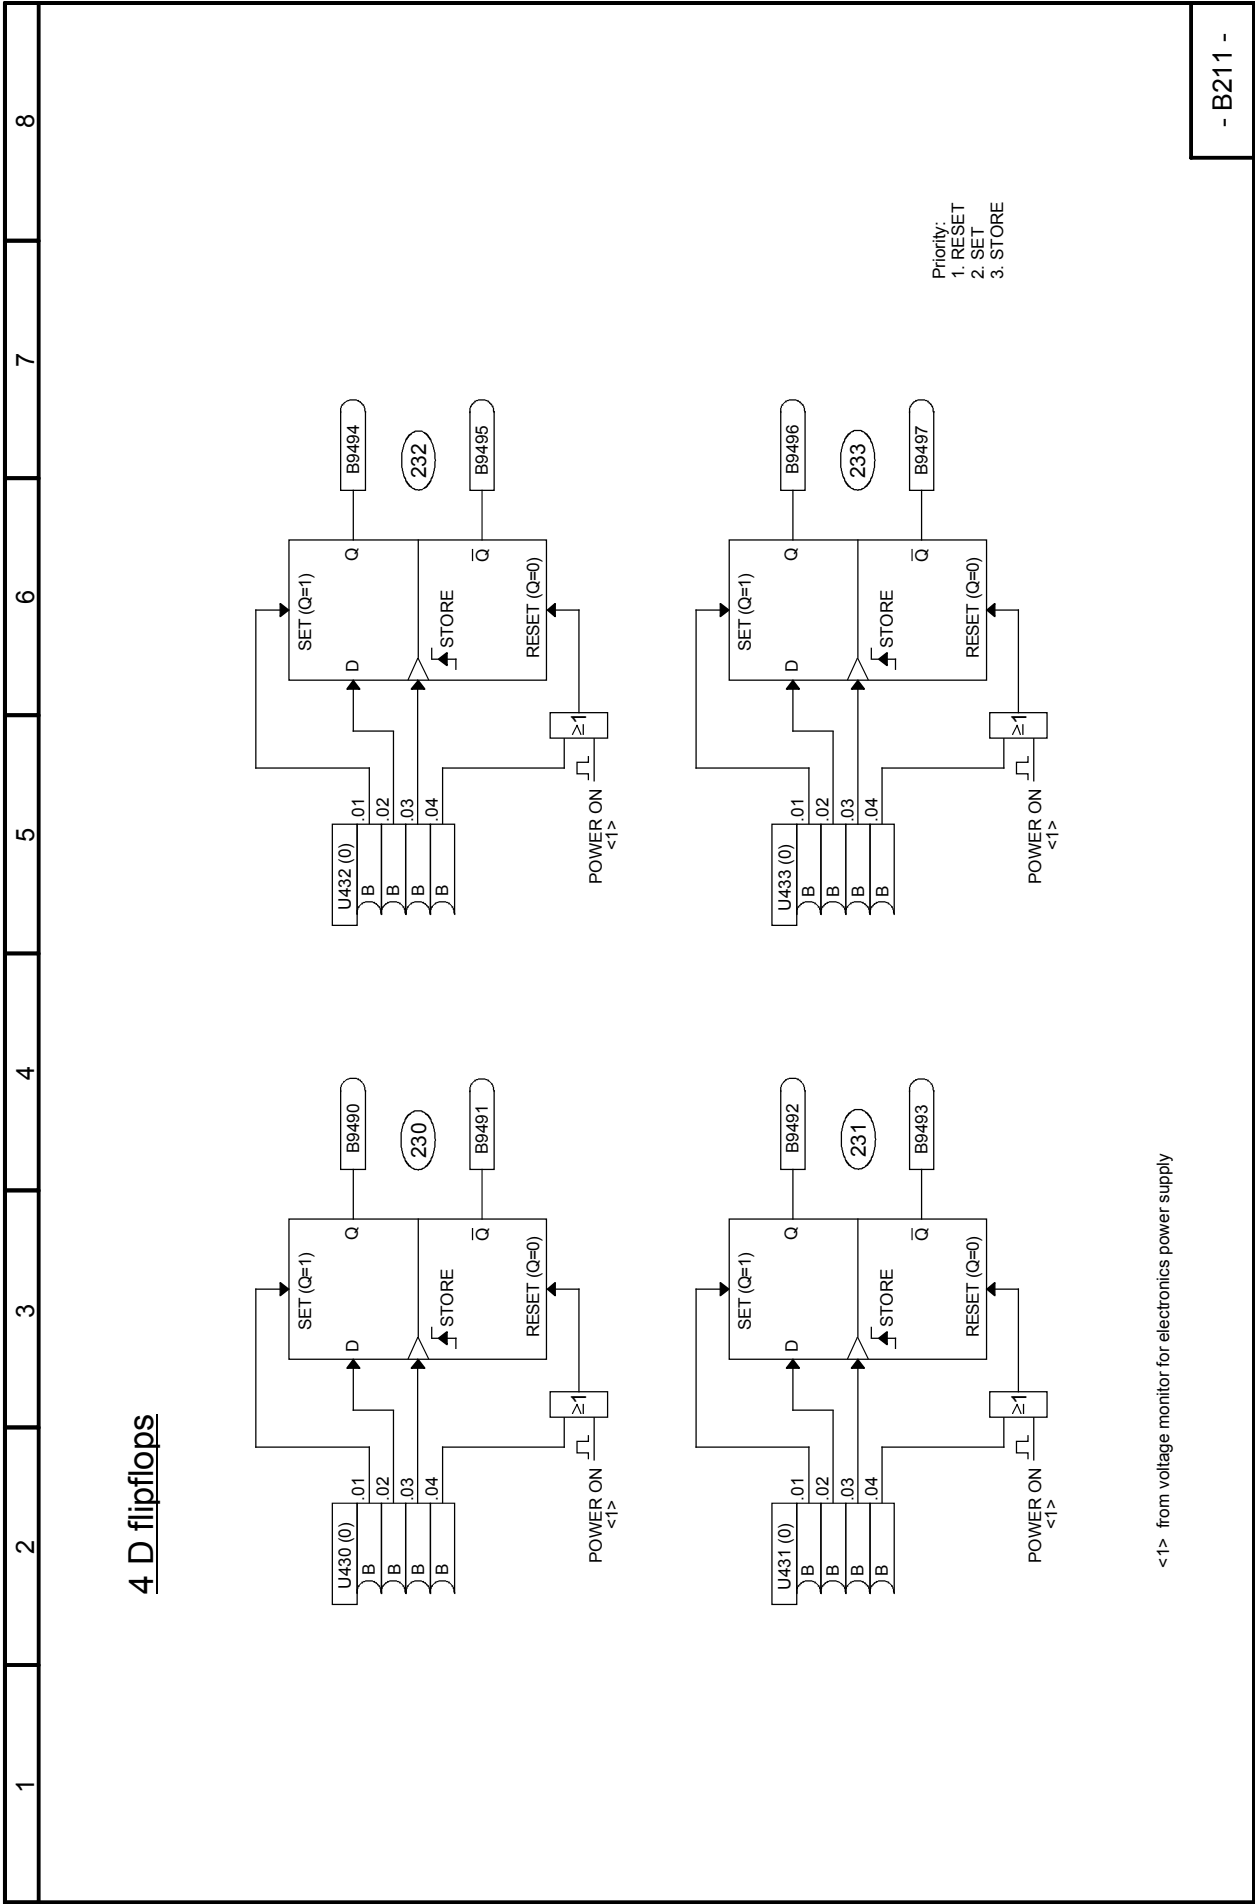 1 2 3 4 5 6 7 8
4 D flipflops
U430 (0)
B .01
B .02
B .03
B .04
SET (Q=1)
D
Q
STORE
Q̅
RESET (Q=0)
≥1
POWER ON
<1>
B9490
230
B9491
U432 (0)
B .01
B .02
B .03
B .04
SET (Q=1)
D
Q
STORE
Q̅
RESET (Q=0)
≥1
POWER ON
<1>
B9494
232
B9495
U431 (0)
B .01
B .02
B .03
B .04
SET (Q=1)
D
Q
STORE
Q̅
RESET (Q=0)
≥1
POWER ON
<1>
B9492
231
B9493
U433 (0)
B .01
B .02
B .03
B .04
SET (Q=1)
D
Q
STORE
Q̅
RESET (Q=0)
≥1
POWER ON
<1>
B9496
233
B9497
Priority:
1. RESET
2. SET
3. STORE
<1> from voltage monitor for electronics power supply
- B211 -